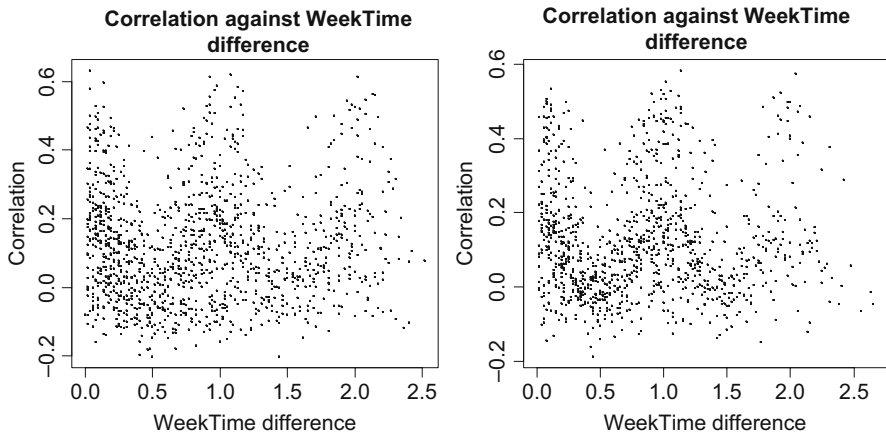 Correlation against WeekTime
difference
Correlation
0.6
0.4
0.2
0.0
−0.2
0.0 0.5 1.0 1.5 2.0 2.5
WeekTime difference
Correlation against WeekTime
difference
Correlation
0.6
0.4
0.2
0.0
−0.2
0.0 0.5 1.0 1.5 2.0 2.5
WeekTime difference